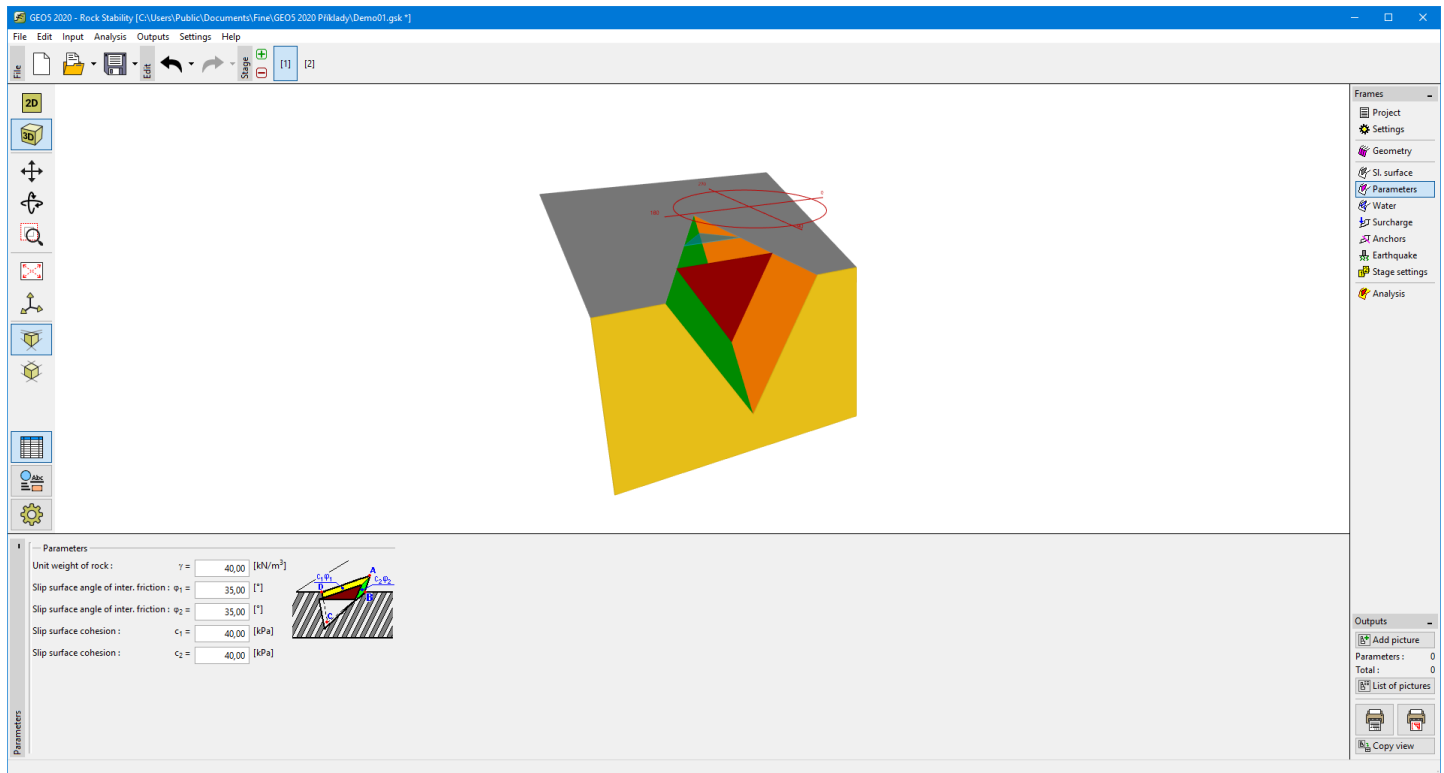 GEO5 2020 - Rock Stability [C:\Users\Public\Documents\Fine\GEO5 2020 Příklady\Demo01.gsk *]
File Edit Input Analysis Outputs Settings Help
File
Edit
Stage
[1] [2]
2D
3D
Abc
180
0
Frames
Project
Settings
Geometry
Sl. surface
Parameters
Water
Surcharge
Anchors
Earthquake
Stage settings
Analysis
Parameters
Parameters
Unit weight of rock : γ = 40,00 [kN/m³]
Slip surface angle of inter. friction : φ₁ = 35,00 [°]
Slip surface angle of inter. friction : φ₂ = 35,00 [°]
Slip surface cohesion : c₁ = 40,00 [kPa]
Slip surface cohesion : c₂ = 40,00 [kPa]
c₁φ₁
A
D
c₂φ₂
B
C
Outputs
Add picture
Parameters : 0
Total : 0
List of pictures
Copy view